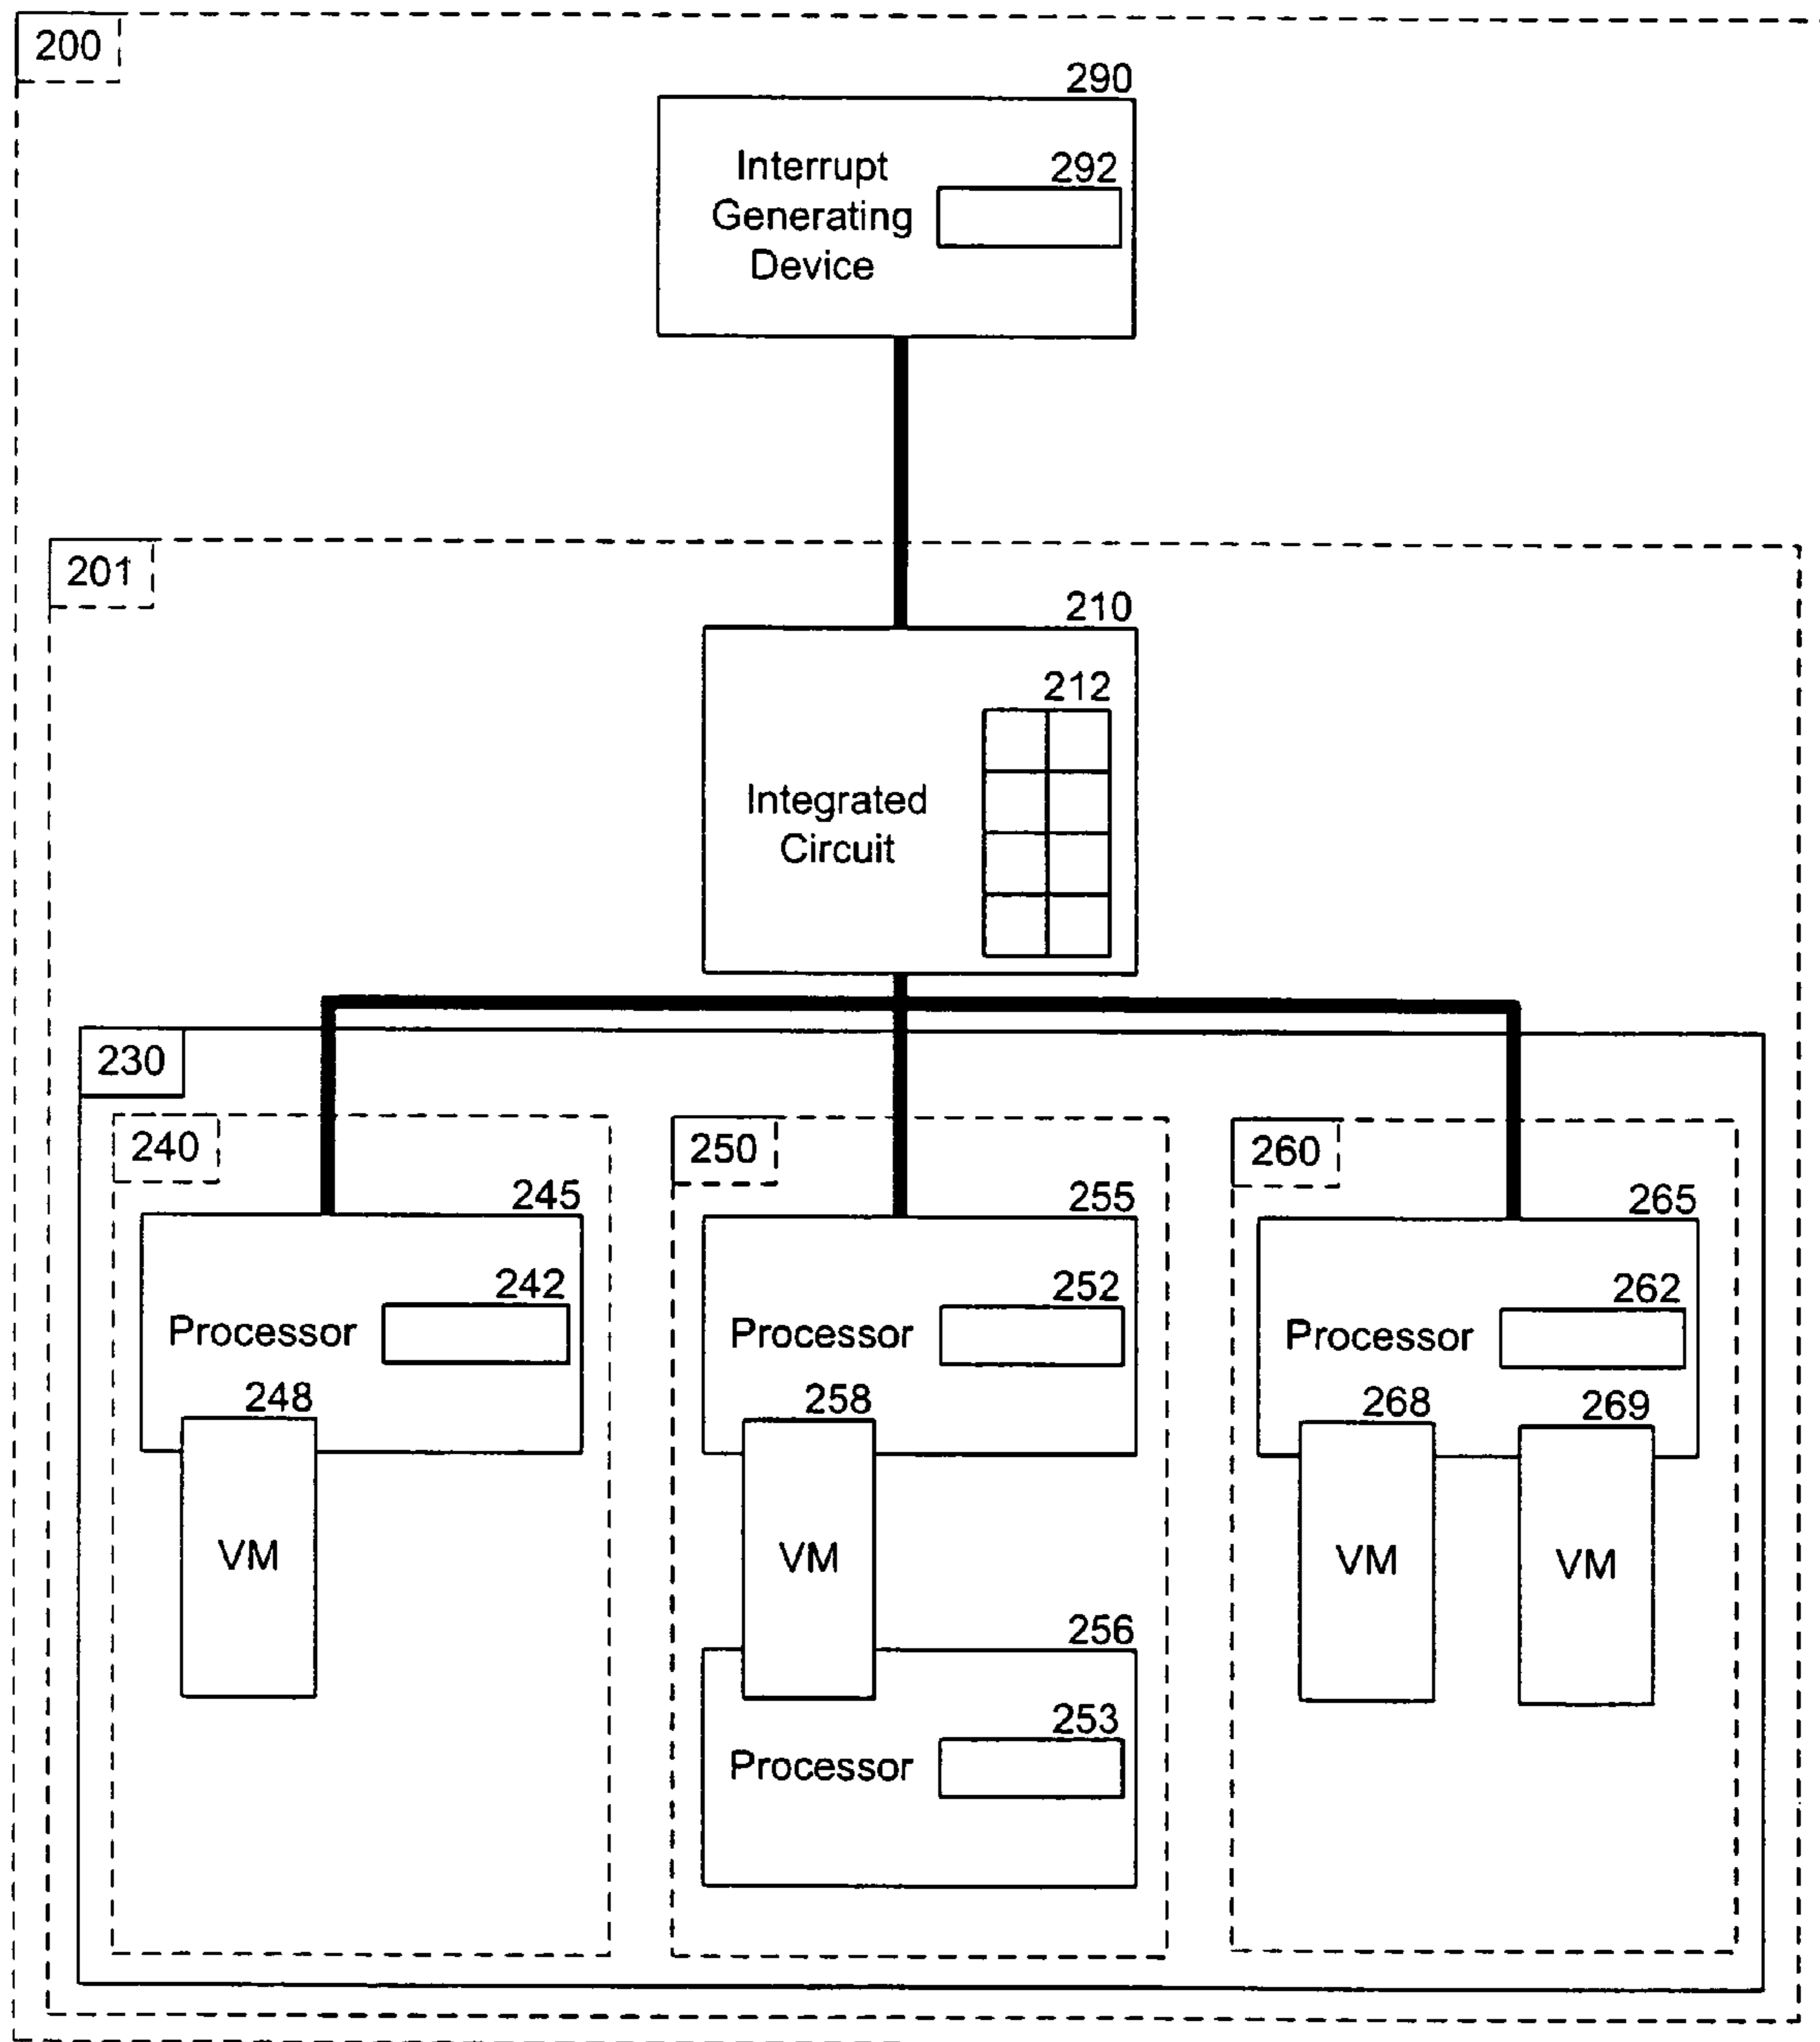 200
290
Interrupt
Generating
Device
292
201
210
212
Integrated
Circuit
230
240
250
260
245
255
265
242
252
262
Processor
Processor
Processor
248
258
268
269
VM
VM
VM
VM
256
253
Processor